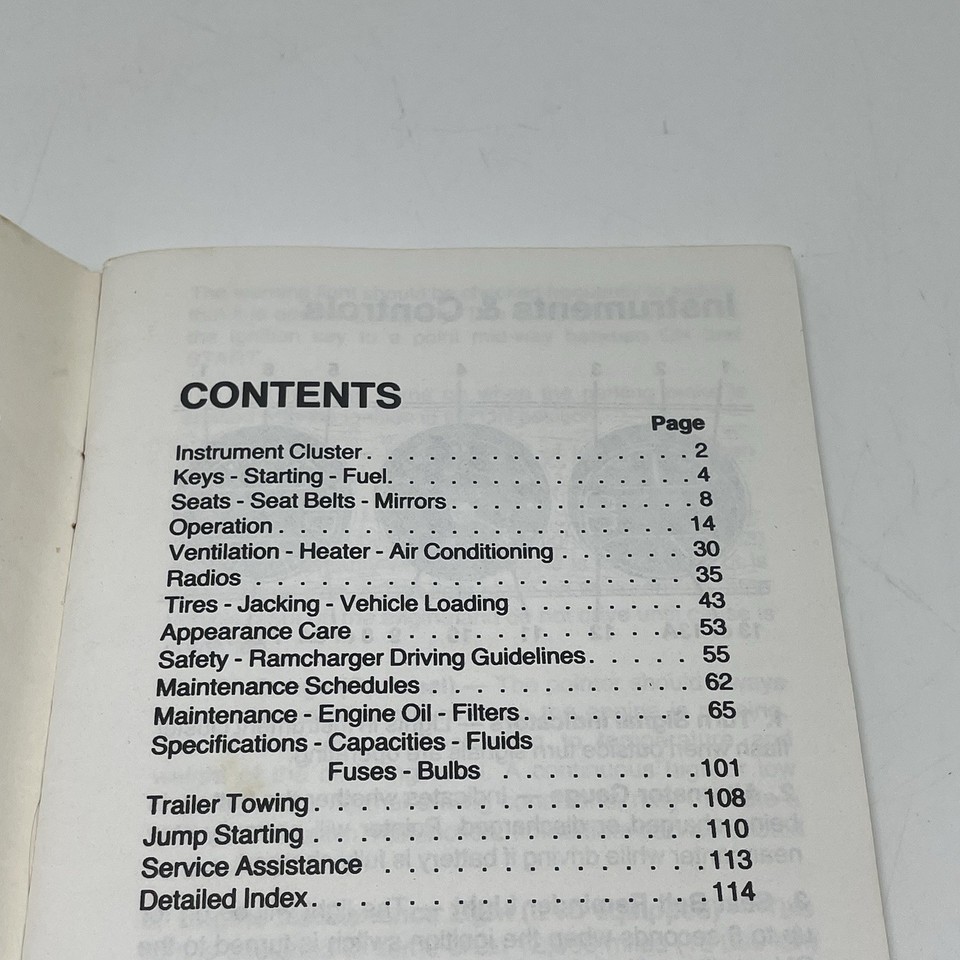 CONTENTS
Page
Instrument Cluster . . . . . . . . . . . . . . . . . 2
Keys - Starting - Fuel. . . . . . . . . . . . . . . 4
Seats - Seat Belts - Mirrors . . . . . . . . . . . . 8
Operation . . . . . . . . . . . . . . . . . . . . . 14
Ventilation - Heater - Air Conditioning . . . . . . 30
Radios . . . . . . . . . . . . . . . . . . . . . . 35
Tires - Jacking - Vehicle Loading . . . . . . . . . 43
Appearance Care . . . . . . . . . . . . . . . . . 53
Safety - Ramcharger Driving Guidelines. . . . . 55
Maintenance Schedules . . . . . . . . . . . . . 62
Maintenance - Engine Oil - Filters. . . . . . . . 65
Specifications - Capacities - Fluids
Fuses - Bulbs . . . . . . . . . . 101
Trailer Towing . . . . . . . . . . . . . . . . . . . 108
Jump Starting . . . . . . . . . . . . . . . . . . . 110
Service Assistance . . . . . . . . . . . . . . . . 113
Detailed Index. . . . . . . . . . . . . . . . . . . 114
Instruments & Controls